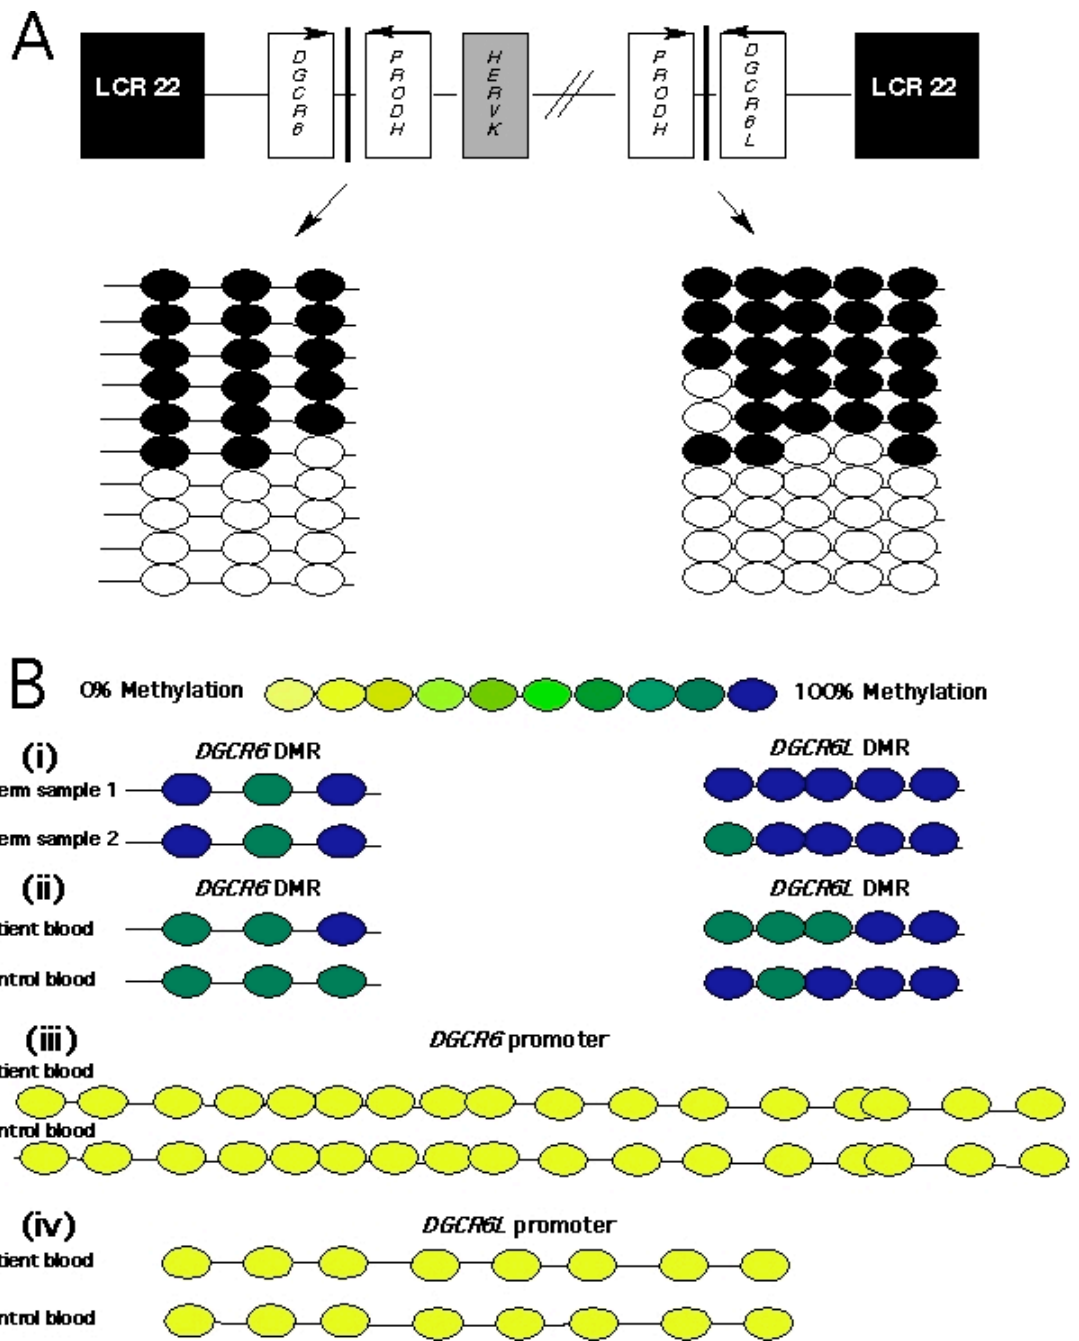 A
LCR 22
DGCR6
PRODH
HERVK
PRODH
DGCR6L
LCR 22
B
0% Methylation
100% Methylation
(i)
DGCR6 DMR
DGCR6L DMR
erm sample 1
erm sample 2
(ii)
DGCR6 DMR
DGCR6L DMR
tient blood
ntrol blood
(iii)
DGCR6 promoter
tient blood
ntrol blood
(iv)
DGCR6L promoter
tient blood
ntrol blood